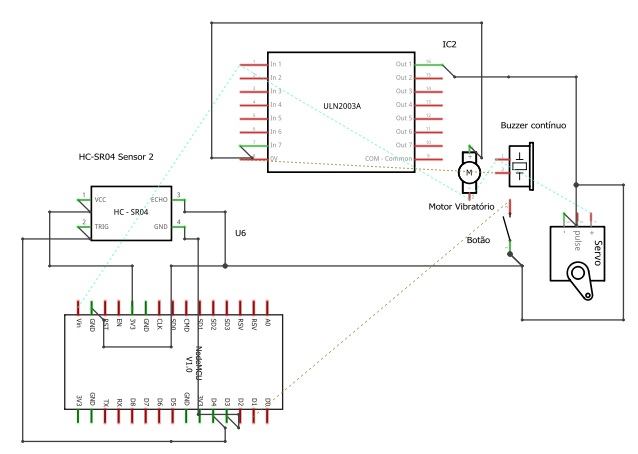 IC2
1 In 1 Out 1 16
2 In 2 Out 2 15
3 In 3 Out 3 14
4 In 4 Out 4 13
ULN2003A
5 In 5 Out 5 12
6 In 6 Out 6 11
7 In 7 Out 7 10
0V COM - Common 9
Buzzer contínuo
HC-SR04 Sensor 2
M
Motor Vibratório
1 VCC ECHO 3
HC - SR04
2 TRIG GND 4
U6
Botão
- pulse +
Servo
Vin GND RST EN 3V3 GND CLK SD0 CMD SD1 SD2 SD3 RSV RSV A0
NodeMCU
V1.0
3V3 GND TX RX D8 D7 D6 D5 GND 3V3 D4 D3 D2 D1 D0